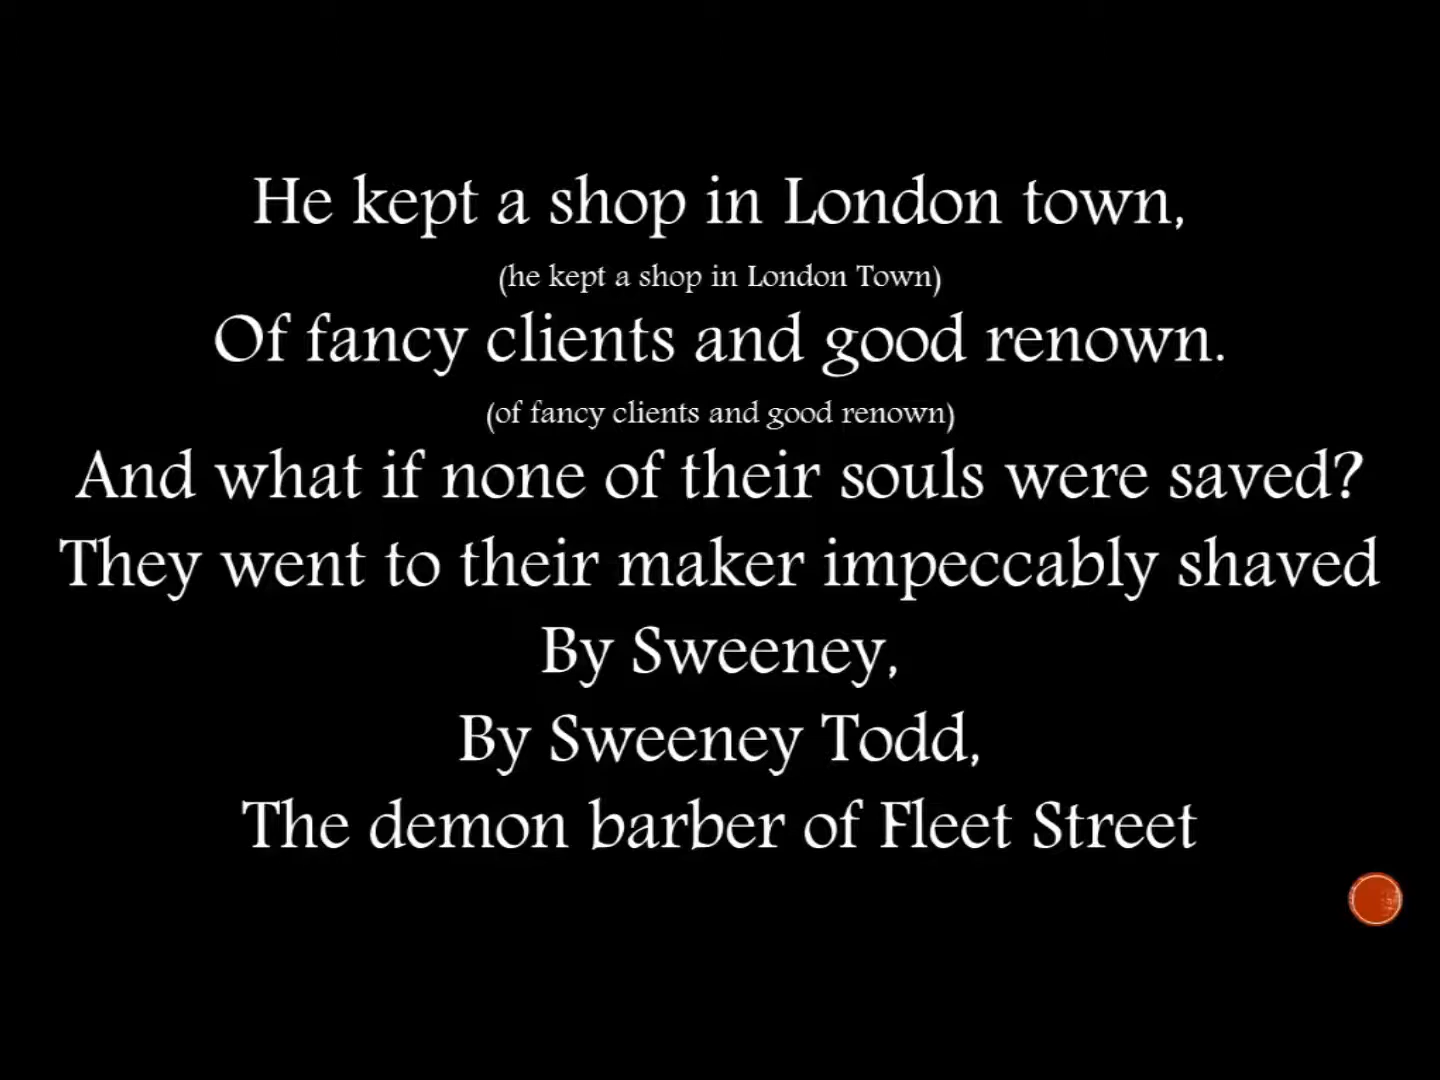 He kept a shop in London town,
(he kept a shop in London Town)
Of fancy clients and good renown.
(of fancy clients and good renown)
And what if none of their souls were saved?
They went to their maker impeccably shaved
By Sweeney,
By Sweeney Todd,
The demon barber of Fleet Street